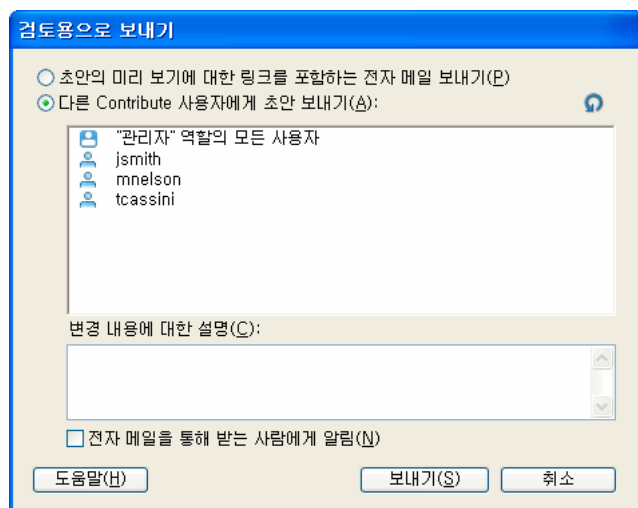 검토용으로 보내기
초안의 미리 보기에 대한 링크를 포함하는 전자 메일 보내기(P)
다른 Contribute 사용자에게 초안 보내기(A):
"관리자" 역할의 모든 사용자
jsmith
mnelson
tcassini
변경 내용에 대한 설명(C):
전자 메일을 통해 받는 사람에게 알림(N)
도움말(H) 보내기(S) 취소